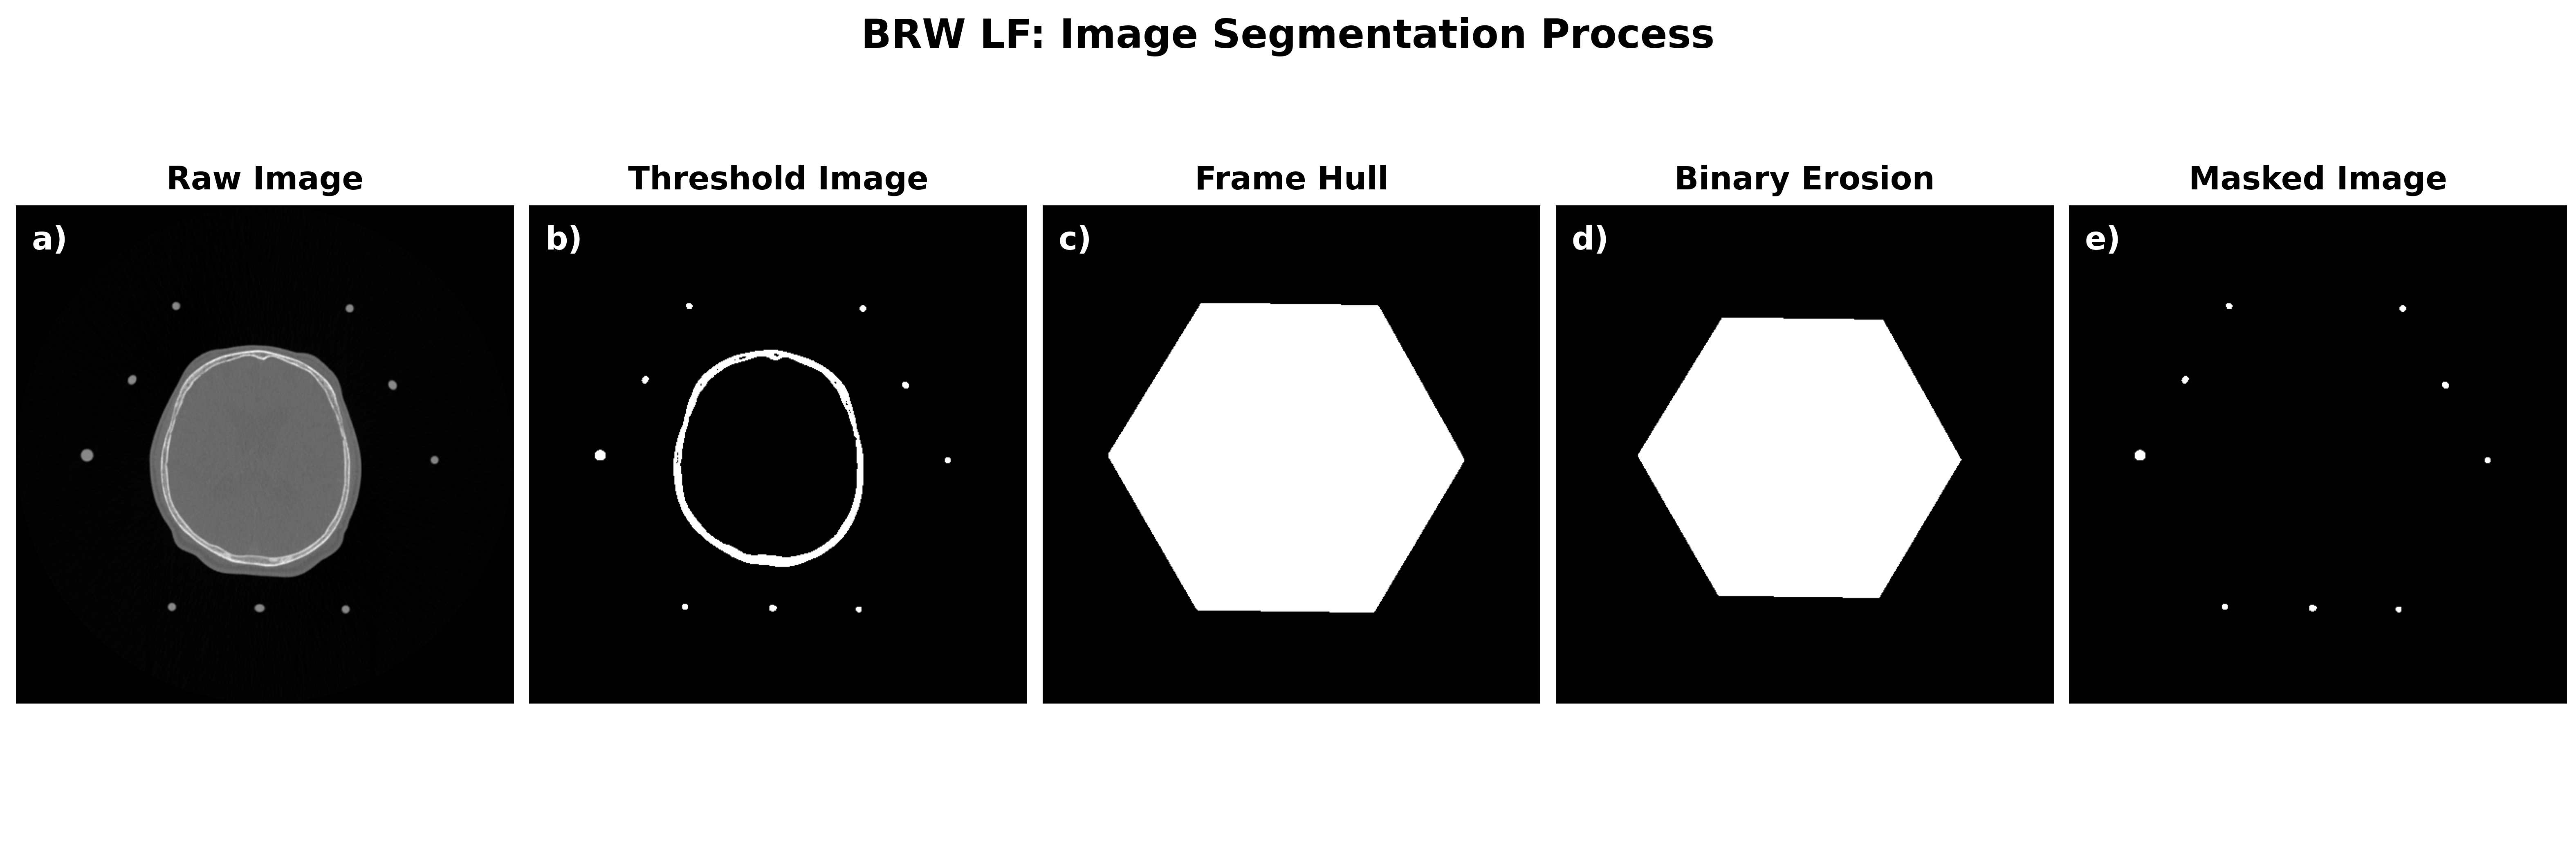 BRW LF: Image Segmentation Process
Raw Image
Threshold Image
Frame Hull
Binary Erosion
Masked Image
a)
b)
c)
d)
e)